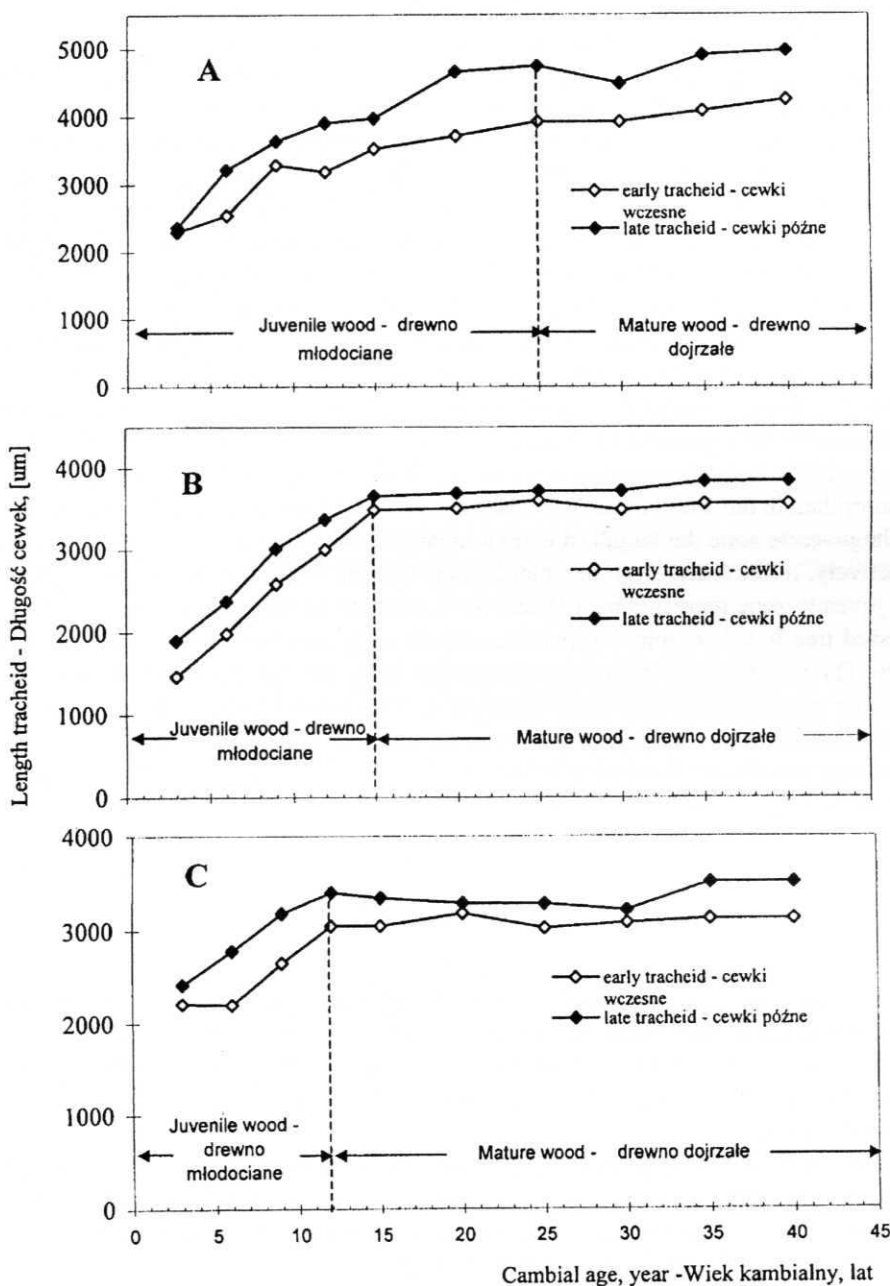 5000
A
4000
3000
early tracheid - cewki
wczesne
late tracheid - cewki późne
2000
1000
Juvenile wood - drewno
młodociane
Mature wood - drewno
dojrzałe
0
Length tracheid - Długość cewek, [um]
4000
B
3000
early tracheid - cewki
wczesne
late tracheid - cewki późne
2000
1000
Juvenile wood - drewno
młodociane
Mature wood - drewno dojrzałe
0
4000
C
3000
early tracheid - cewki
wczesne
late tracheid - cewki późne
2000
1000
Juvenile wood -
drewno
młodociane
Mature wood - drewno dojrzałe
0
0 5 10 15 20 25 30 35 40 45
Cambial age, year -Wiek kambialny, lat